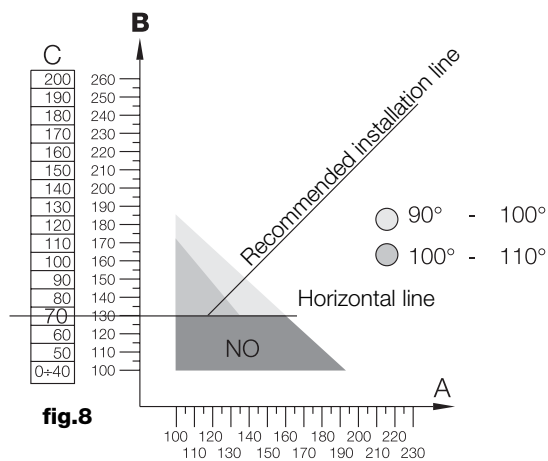 B
C
200 260
190 250
180 240
170 230
160 220
150 210
140 200
130 190
120 180
110 170
100 160
90 150
80 140
70 130
60 120
50 110
0÷40 100
Recommended installation line
90° - 100°
100° - 110°
Horizontal line
NO
A
fig.8
100 120 140 160 180 200 220
110 130 150 170 190 210 230